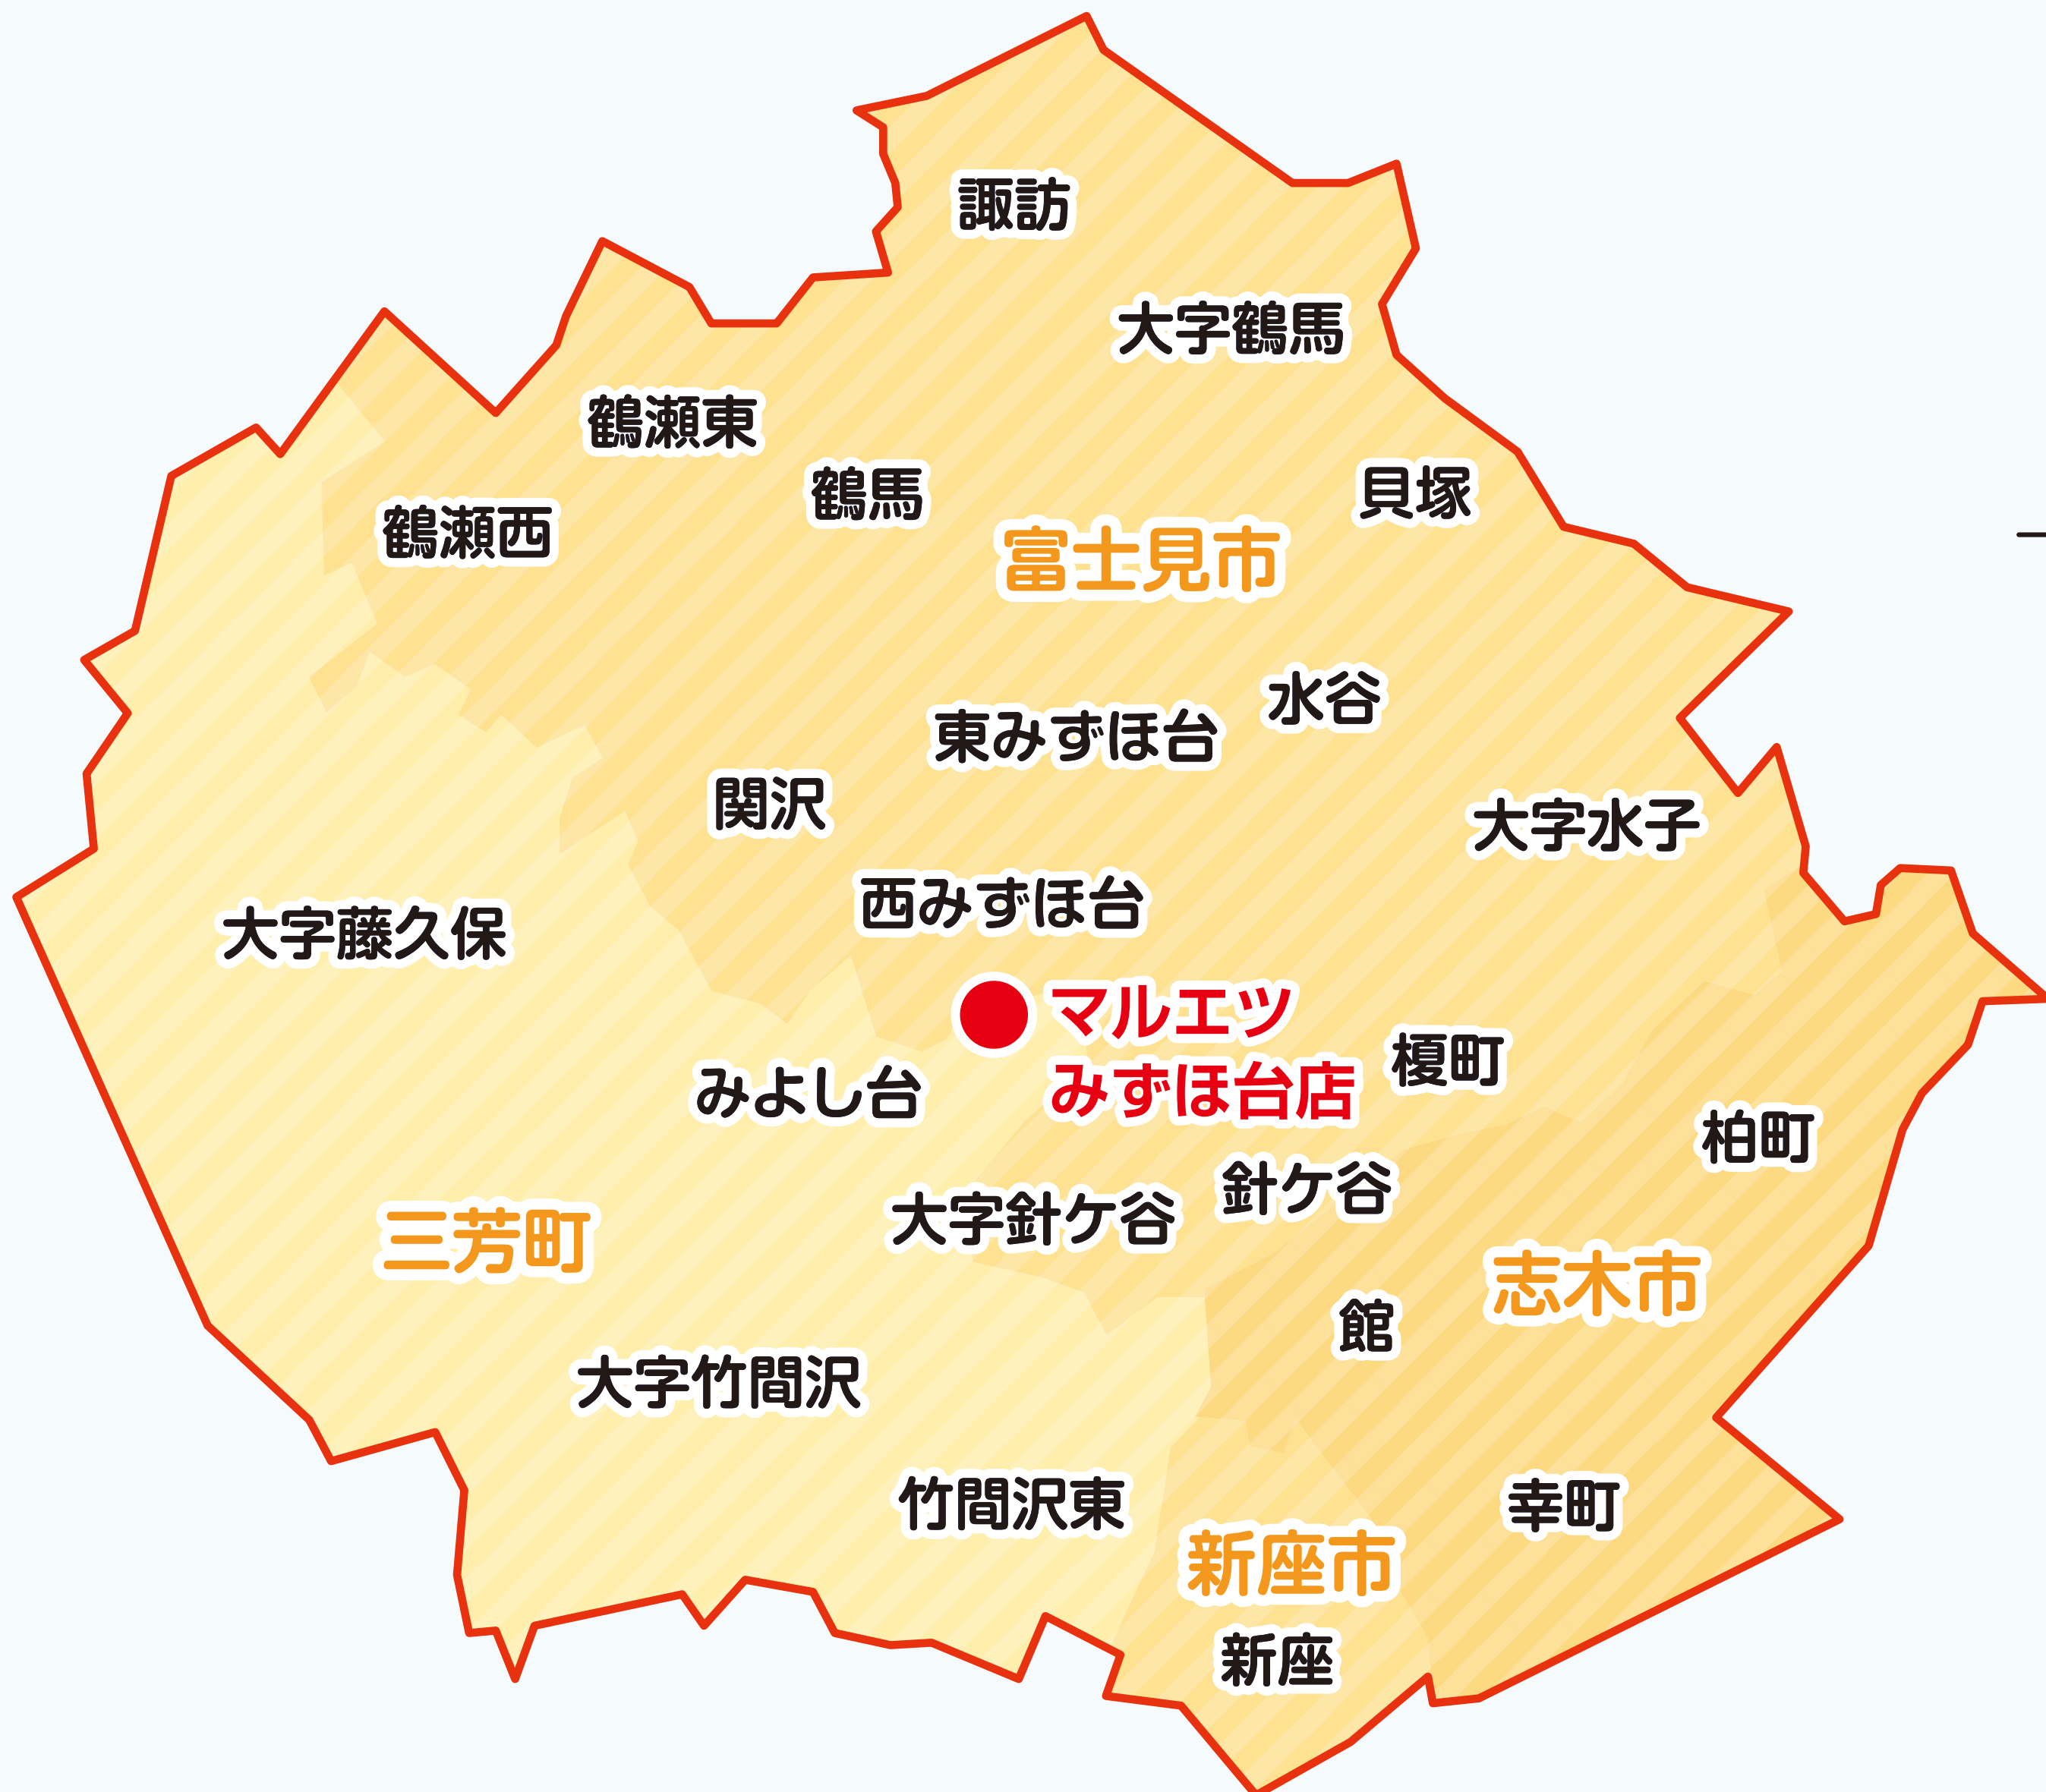 諏訪
大字鶴馬
鶴瀬東
鶴馬
貝塚
鶴瀬西
富士見市
水谷
東みずほ台
関沢
大字水子
西みずほ台
大字藤久保
マルエツ
みずほ台店
榎町
みよし台
柏町
針ケ谷
大字針ケ谷
三芳町
志木市
館
大字竹間沢
竹間沢東
幸町
新座市
新座